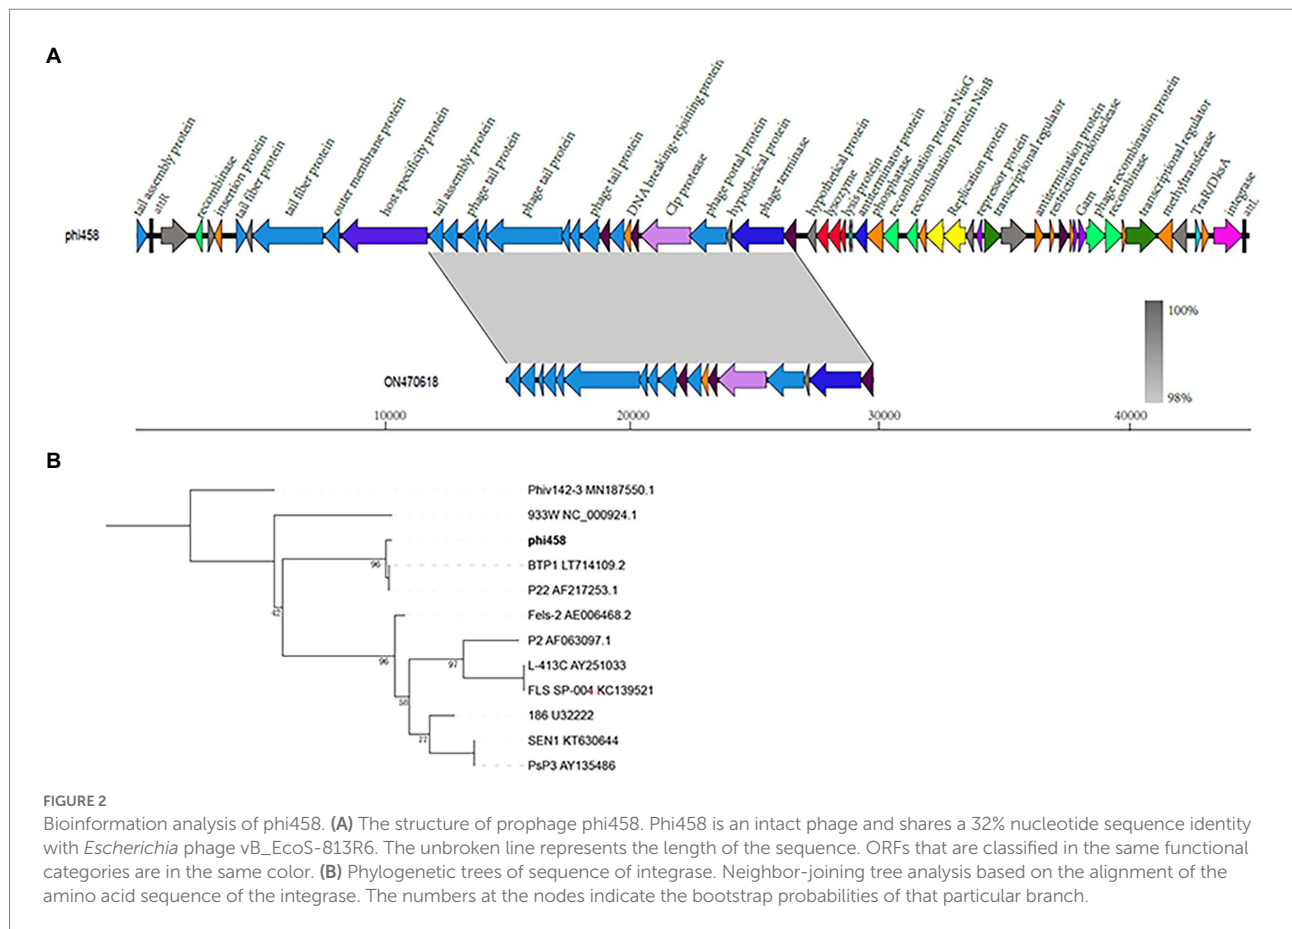 A
tail assembly protein
attR
recombinase
insertion protein
tail fiber protein
tail fiber protein
outer membrane protein
host specificity protein
tail assembly protein
phage tail protein
phage tail protein
phage tail protein
DNA breaking-rejoining protein
Clp protease
phage portal protein
hypothetical protein
phage terminase
hypothetical protein
lysozyme
lysis protein
antiterminator protein
phosphatase
recombination protein NinG
recombination protein NinB
Replication protein
repressor protein
transcriptional regulator
antitermination protein
restriction endonuclease
Gam
phage recombination protein
recombinase
transcriptional regulator
methyltransferase
TraR/DksA
integrase
attL
phi458
100%
98%
ON470618
10000 20000 30000 40000
B
Phiv142-3 MN187550.1
933W NC_000924.1
phi458
96
BTP1 LT714109.2
P22 AF217253.1
42
Fels-2 AE006468.2
P2 AF063097.1
96
97
L-413C AY251033
FLS SP-004 KC139521
58
186 U32222
22
SEN1 KT630644
PsP3 AY135486
FIGURE 2
Bioinformation analysis of phi458. (A) The structure of prophage phi458. Phi458 is an intact phage and shares a 32% nucleotide sequence identity
with Escherichia phage vB_EcoS-813R6. The unbroken line represents the length of the sequence. ORFs that are classified in the same functional
categories are in the same color. (B) Phylogenetic trees of sequence of integrase. Neighbor-joining tree analysis based on the alignment of the
amino acid sequence of the integrase. The numbers at the nodes indicate the bootstrap probabilities of that particular branch.